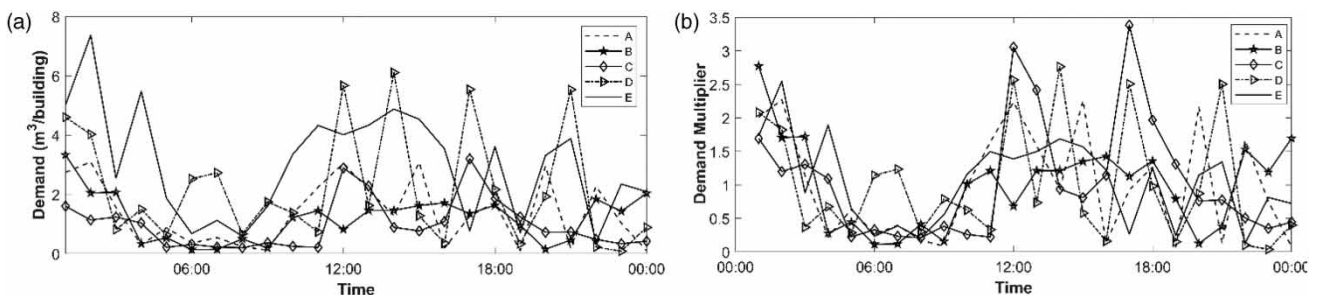 (a)
8
6
4
2
0
Demand (m³/building)
06:00
12:00
18:00
00:00
Time
A
B
C
D
E
(b)
3.5
3
2.5
2
1.5
1
0.5
0
Demand Multiplier
00:00
06:00
12:00
18:00
00:00
Time
A
B
C
D
E